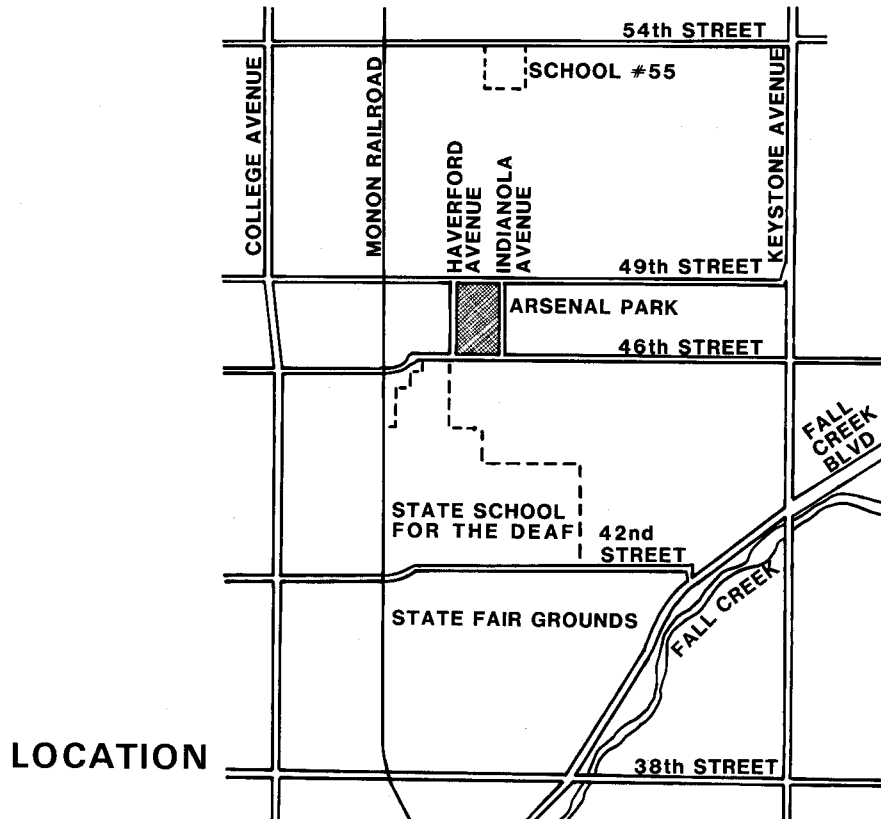 54th STREET
SCHOOL #55
COLLEGE AVENUE
MONON RAILROAD
KEYSTONE AVENUE
HAVERFORD
AVENUE
INDIANOLA
AVENUE
49th STREET
ARSENAL PARK
46th STREET
FALL
CREEK
BLVD
STATE SCHOOL
FOR THE DEAF
42nd
STREET
FALL CREEK
STATE FAIR GROUNDS
LOCATION
38th STREET